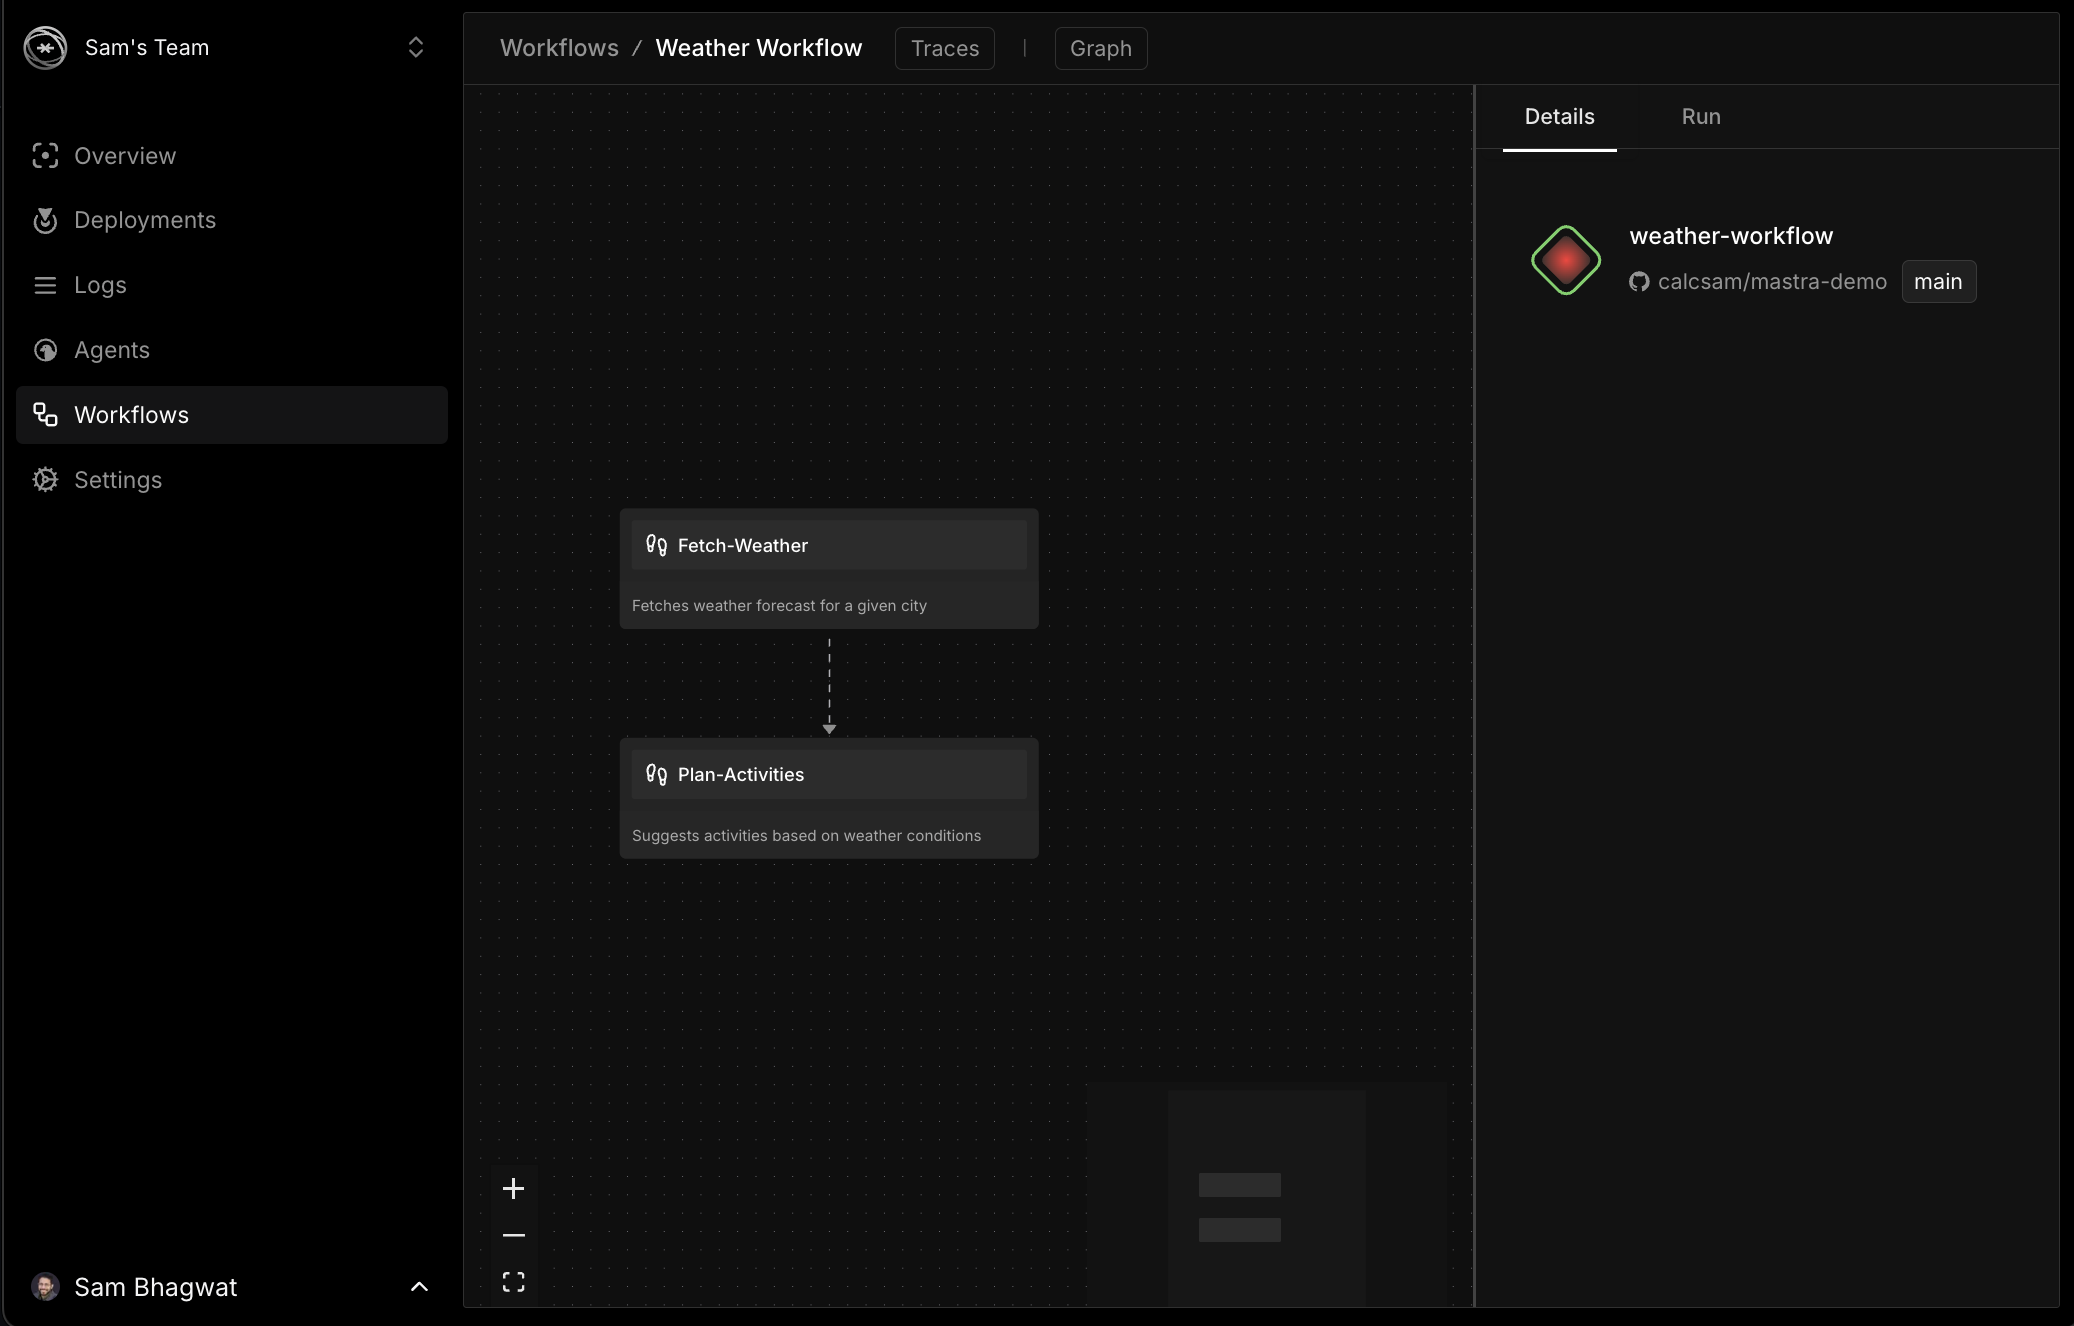 Sam's Team
Overview
Deployments
Logs
Agents
Workflows
Settings
Sam Bhagwat
Workflows / Weather Workflow
Traces
|
Graph
Fetch-Weather
Fetches weather forecast for a given city
Plan-Activities
Suggests activities based on weather conditions
Details
Run
weather-workflow
calcsam/mastra-demo
main